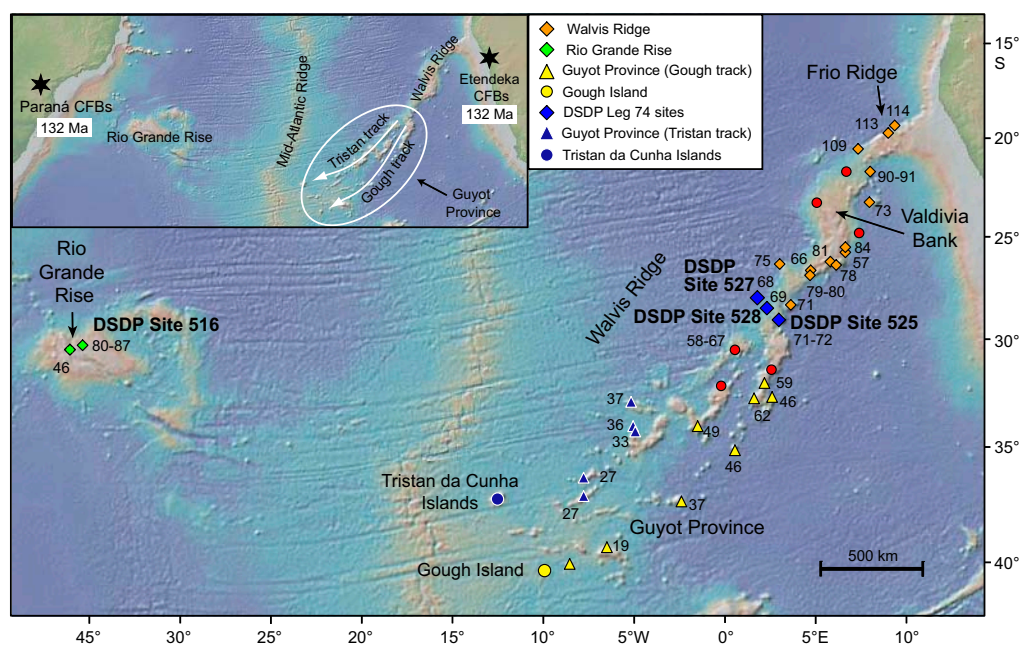 Paraná CFBs
132 Ma
Rio Grande Rise
Mid-Atlantic Ridge
Walvis Ridge
Etendeka
CFBs
132 Ma
Tristan track
Gough track
Guyot
Province
Walvis Ridge
Rio Grande Rise
Guyot Province (Gough track)
Gough Island
DSDP Leg 74 sites
Guyot Province (Tristan track)
Tristan da Cunha Islands
15°
S
20°
25°
30°
35°
40°
Frio Ridge
114
113
109
90-91
73
Valdivia
Bank
81
84
75
66
57
78
79-80
DSDP
Site 527
68
69
71
DSDP Site 528
DSDP Site 525
71-72
Walvis Ridge
58-67
Rio
Grande
Rise
DSDP Site 516
80-87
46
59
46
62
37
36
33
49
46
27
27
37
Tristan da Cunha
Islands
Guyot Province
19
Gough Island
500 km
45°
30°
25°
20°
15°
10°
5°W
0°
5°E
10°